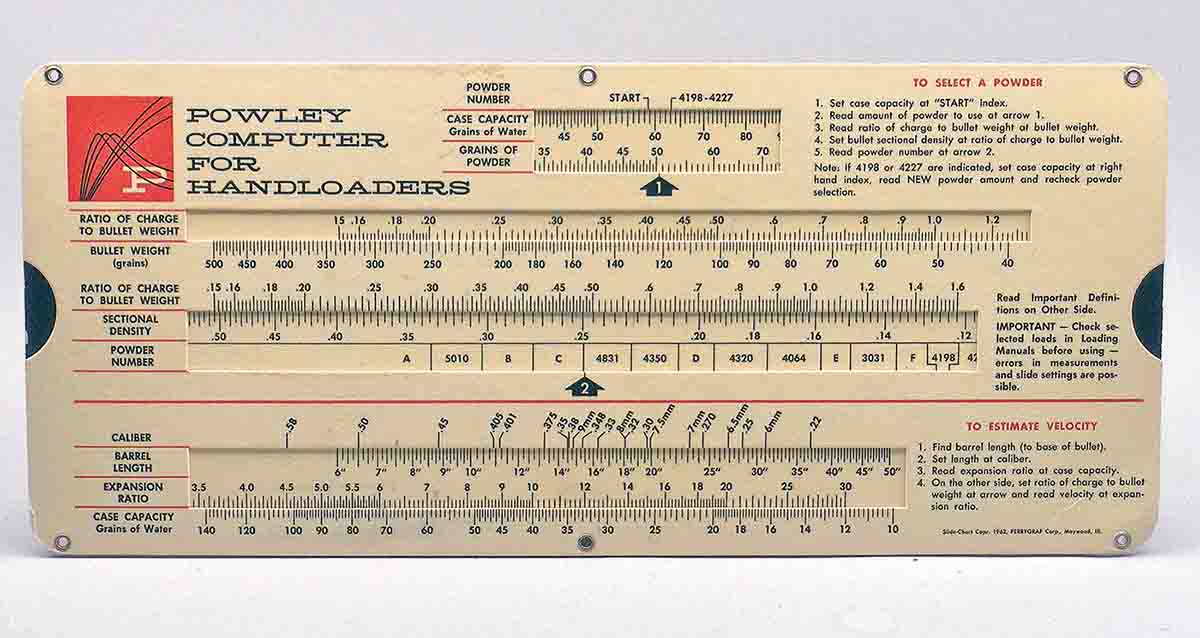 POWLEY
COMPUTER
FOR
HANDLOADERS
P
POWDER
NUMBER
START 4198-4227
CASE CAPACITY
Grains of Water
45 50 60 70 80
GRAINS OF
POWDER
35 40 45 50 60 70
1
TO SELECT A POWDER
1. Set case capacity at "START" Index.
2. Read amount of powder to use at arrow 1.
3. Read ratio of charge to bullet weight at bullet weight.
4. Set bullet sectional density at ratio of charge to bullet weight.
5. Read powder number at arrow 2.
Note: If 4198 or 4227 are indicated, set case capacity at right
hand index, read NEW powder amount and recheck powder
selection.
RATIO OF CHARGE
TO BULLET WEIGHT
15 .16 .18 .20 .25 .30 .35 .40 .45 .50 .6 .7 .8 .9 1.0 1.2
BULLET WEIGHT
(grains)
500 450 400 350 300 250 200 180 160 140 120 100 90 80 70 60 50 40
RATIO OF CHARGE
TO BULLET WEIGHT
.15 .16 .18 .20 .25 .30 .35 .40 .45 .50 .6 .7 .8 .9 1.0 1.2 1.4 1.6
SECTIONAL
DENSITY
.50 .40 .35 .30 .25 .20 .18 .16 .14 .12
POWDER
NUMBER
A 5010 B C 4831 4350 D 4320 4064 E 3031 F 4198 42
2
Read Important Defini-
tions on Other Side.
IMPORTANT — Check se-
lected loads in Loading
Manuals before using —
errors in measurements
and slide settings are pos-
sible.
CALIBER
.58 .50 .45 .405 .401 .375 .35 .38 9mm .348 .33 8mm .32 .30 7.5mm 7mm .270 6.5mm .25 6mm .22
BARREL
LENGTH
6" 7" 8" 9" 10" 12" 14" 16" 18" 20" 25" 30" 35" 40" 45" 50"
EXPANSION
RATIO
3.5 4.0 4.5 5.0 5.5 6 7 8 9 10 12 14 16 18 20 25 30
CASE CAPACITY
Grains of Water
140 120 100 90 80 70 60 50 45 40 35 30 25 20 18 16 14 12 10
TO ESTIMATE VELOCITY
1. Find barrel length (to base of bullet).
2. Set length at caliber.
3. Read expansion ratio at case capacity.
4. On the other side, set ratio of charge to bullet
weight at arrow and read velocity at expan-
sion ratio.
Slide-Chart Copr. 1962, PERRYGRAF Corp., Maywood, Ill.